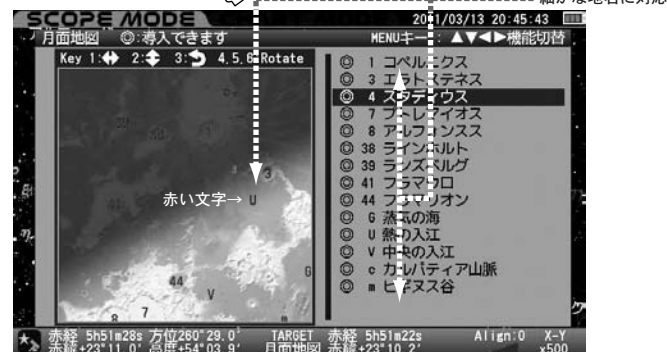 細かな地名に対応
SCOPE MODE 2011/03/13 20:45:43
月面地図 ◎:導入できます MENUキー: ▲▼◀▶機能切替
Key 1:↔ 2:↕ 3:⮌ 4.5.6:Rotate
◎ 1 コペルニクス
◎ 3 エラトステネス
◎ 4 スタディウス
◎ 7 プトレマイオス
◎ 8 アルフォンスス
◎ 38 ラインホルト
◎ 39 ランズベルグ
◎ 41 フラマウロ
◎ 44 フラマリオン
◎ G 蒸気の海
◎ U 熱の入江
◎ V 中央の入江
◎ c カルパティア山脈
◎ m ヒギヌス谷
3
赤い文字→ U
G
44
V
7
8
m
赤経 5h51m28s 方位260°29.0' TARGET 赤経 5h51m22s Align:0 X-Y
赤緯+23°11.0' 高度+54°03.9' 月面地図 赤緯+23°10.2' x500